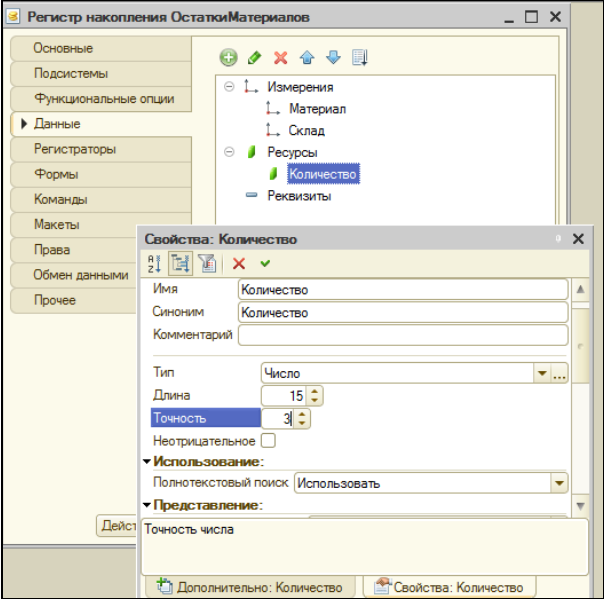 Регистр накопления ОстаткиМатериалов
Основные
Подсистемы
Функциональные опции
Данные
Регистраторы
Формы
Команды
Макеты
Права
Обмен данными
Прочее
Измерения
Материал
Склад
Ресурсы
Количество
Реквизиты
Дейст
Свойства: Количество
Имя Количество
Синоним Количество
Комментарий
Тип Число
Длина 15
Точность 3
Неотрицательное
Использование:
Полнотекстовый поиск Использовать
Представление:
Точность числа
Дополнительно: Количество Свойства: Количество